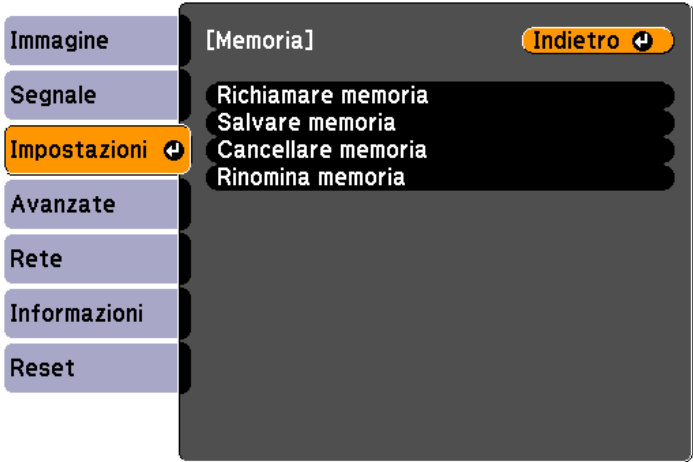 Immagine
Segnale
Impostazioni
Avanzate
Rete
Informazioni
Reset
[Memoria]
Indietro
Richiamare memoria
Salvare memoria
Cancellare memoria
Rinomina memoria